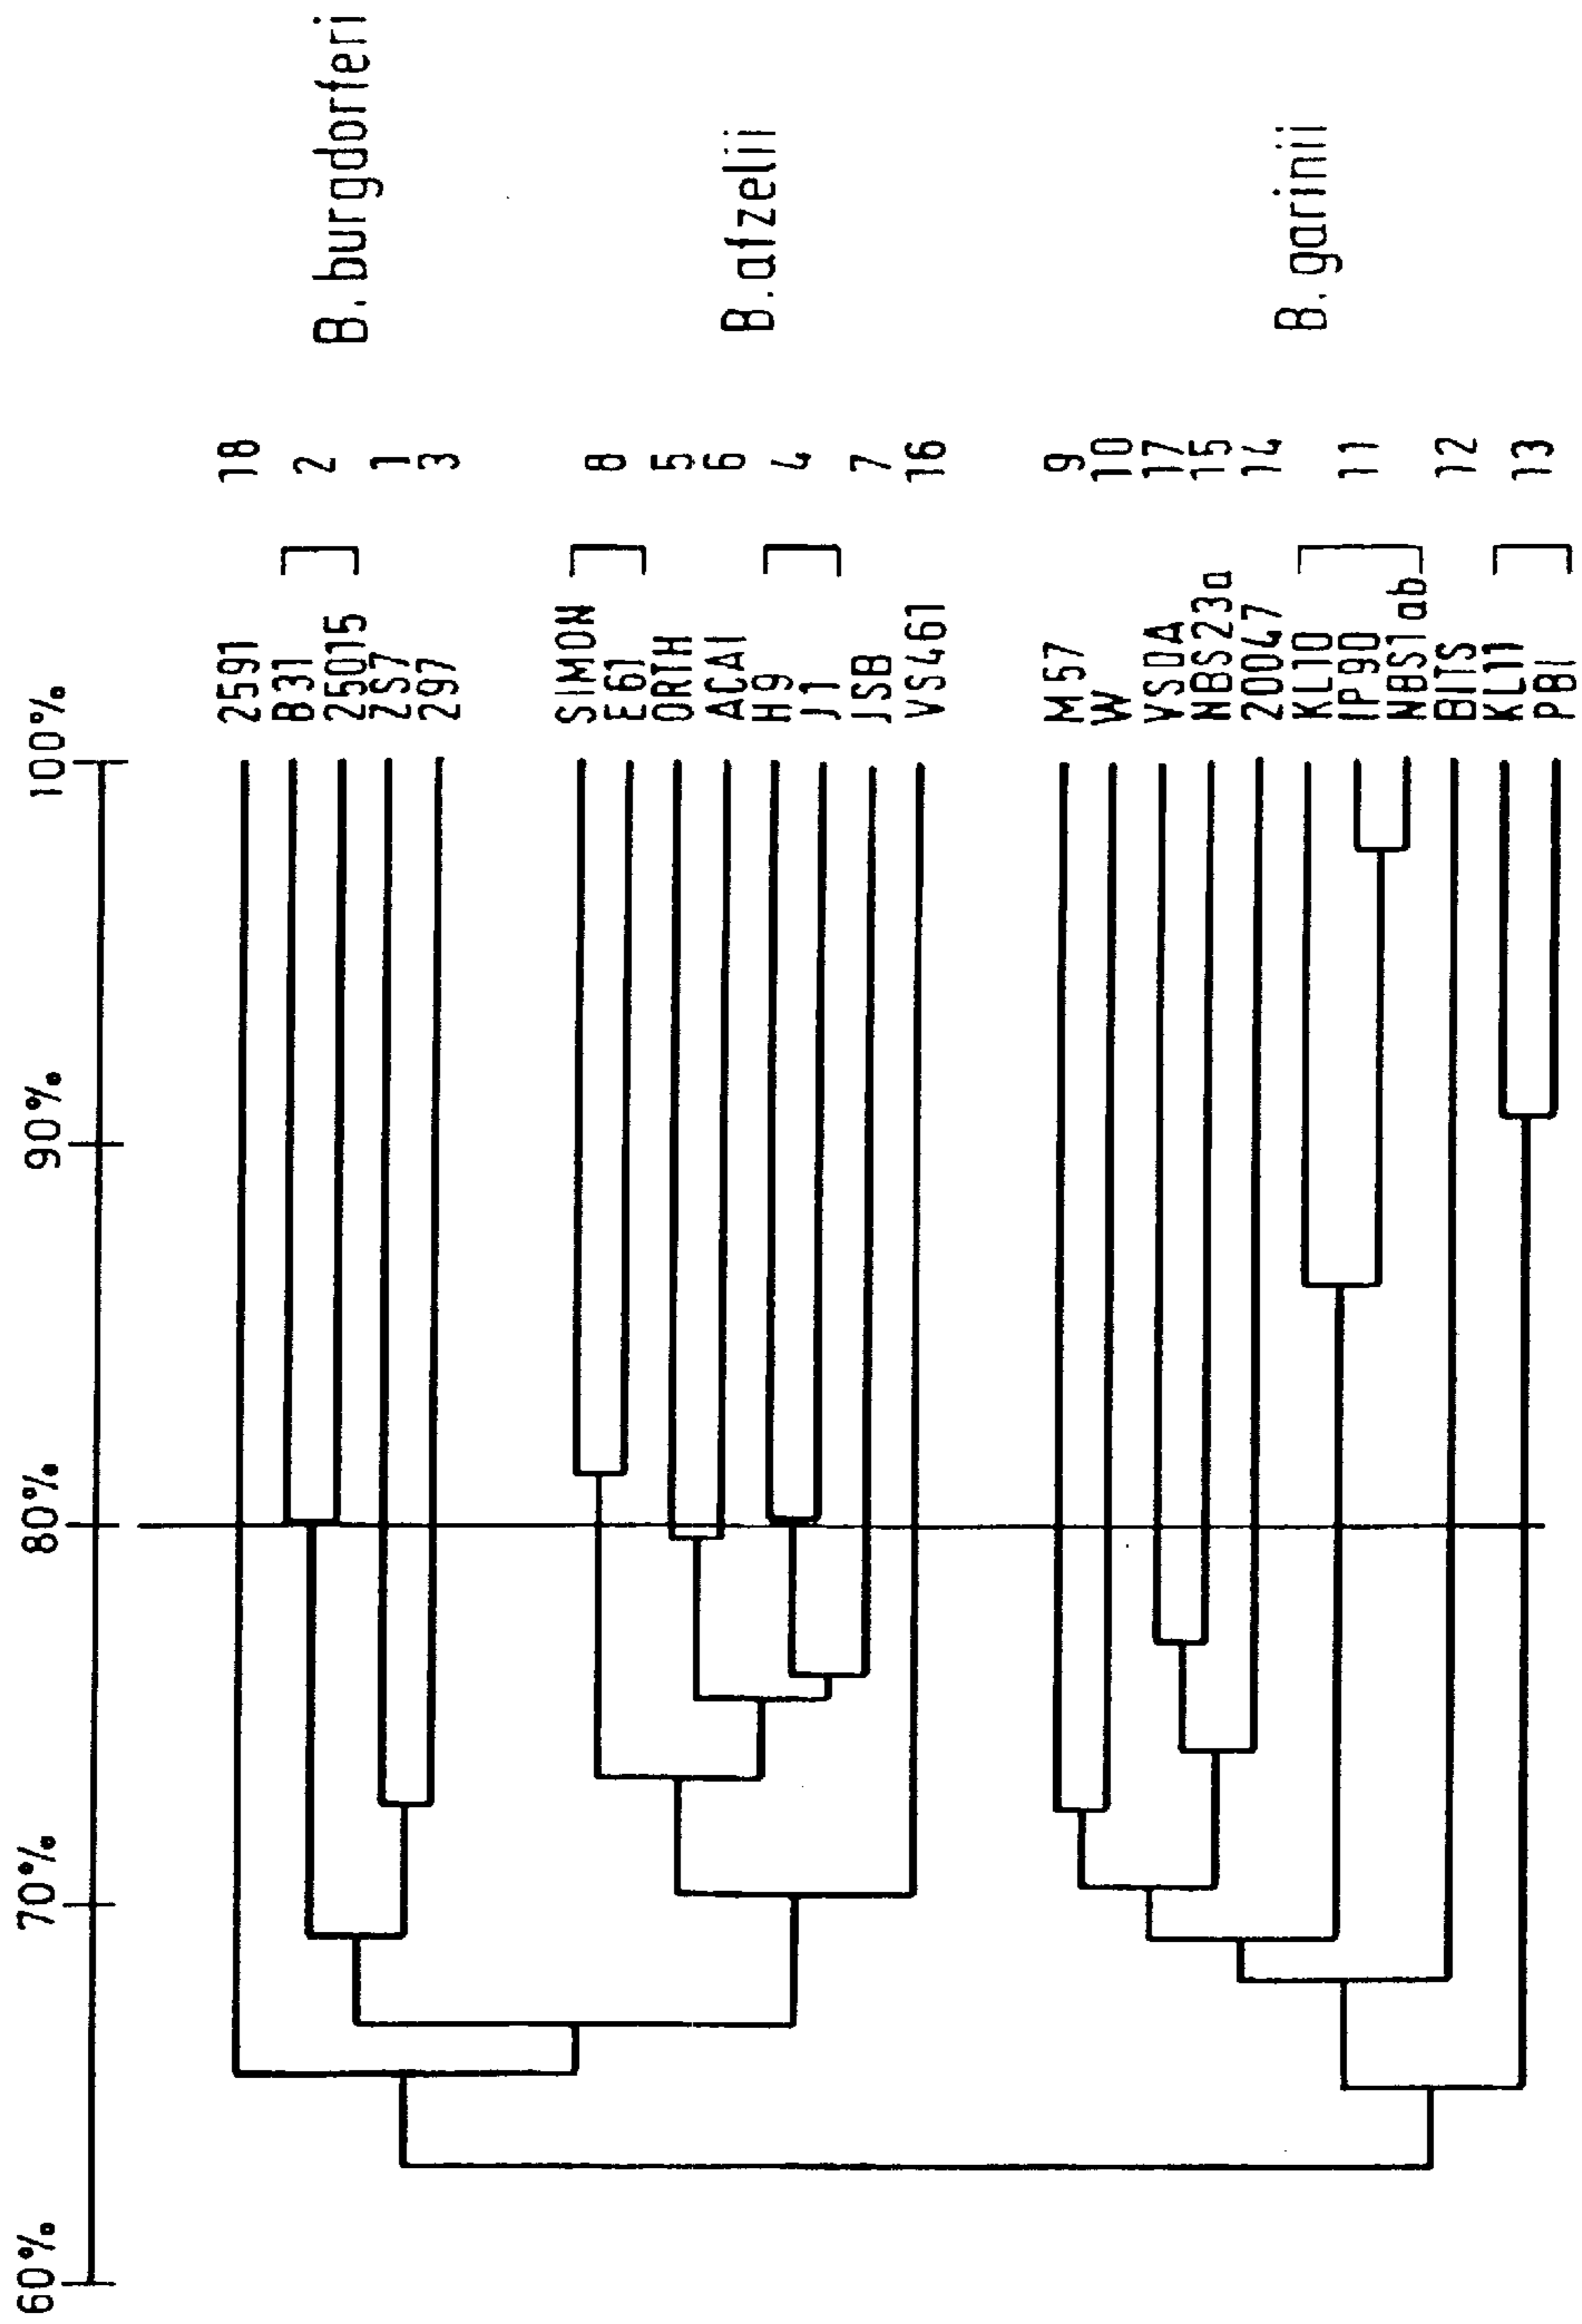 60% 70% 80% 90% 100%
2591 18
B31
25015
2
ZS7 1
297 3
B. burgdorferi
SIMON
E61
8
ORTH 5
ACAI 6
H9
J1
4
JSB 7
VS461 16
B. afzelii
M57 9
W 10
VSDA 17
NBS23a 15
20047 14
KL10
IP90
NBS1ab
11
BITS 12
KL11
PBI
13
B. garinii